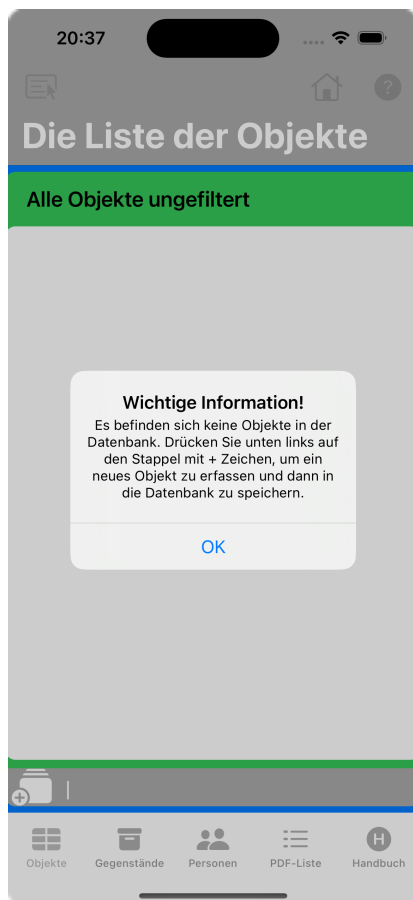 20:37
?
Die Liste der Objekte
Alle Objekte ungefiltert
Wichtige Information!
Es befinden sich keine Objekte in der
Datenbank. Drücken Sie unten links auf
den Stappel mit + Zeichen, um ein
neues Objekt zu erfassen und dann in
die Datenbank zu speichern.
OK
H
Objekte Gegenstände Personen PDF-Liste Handbuch